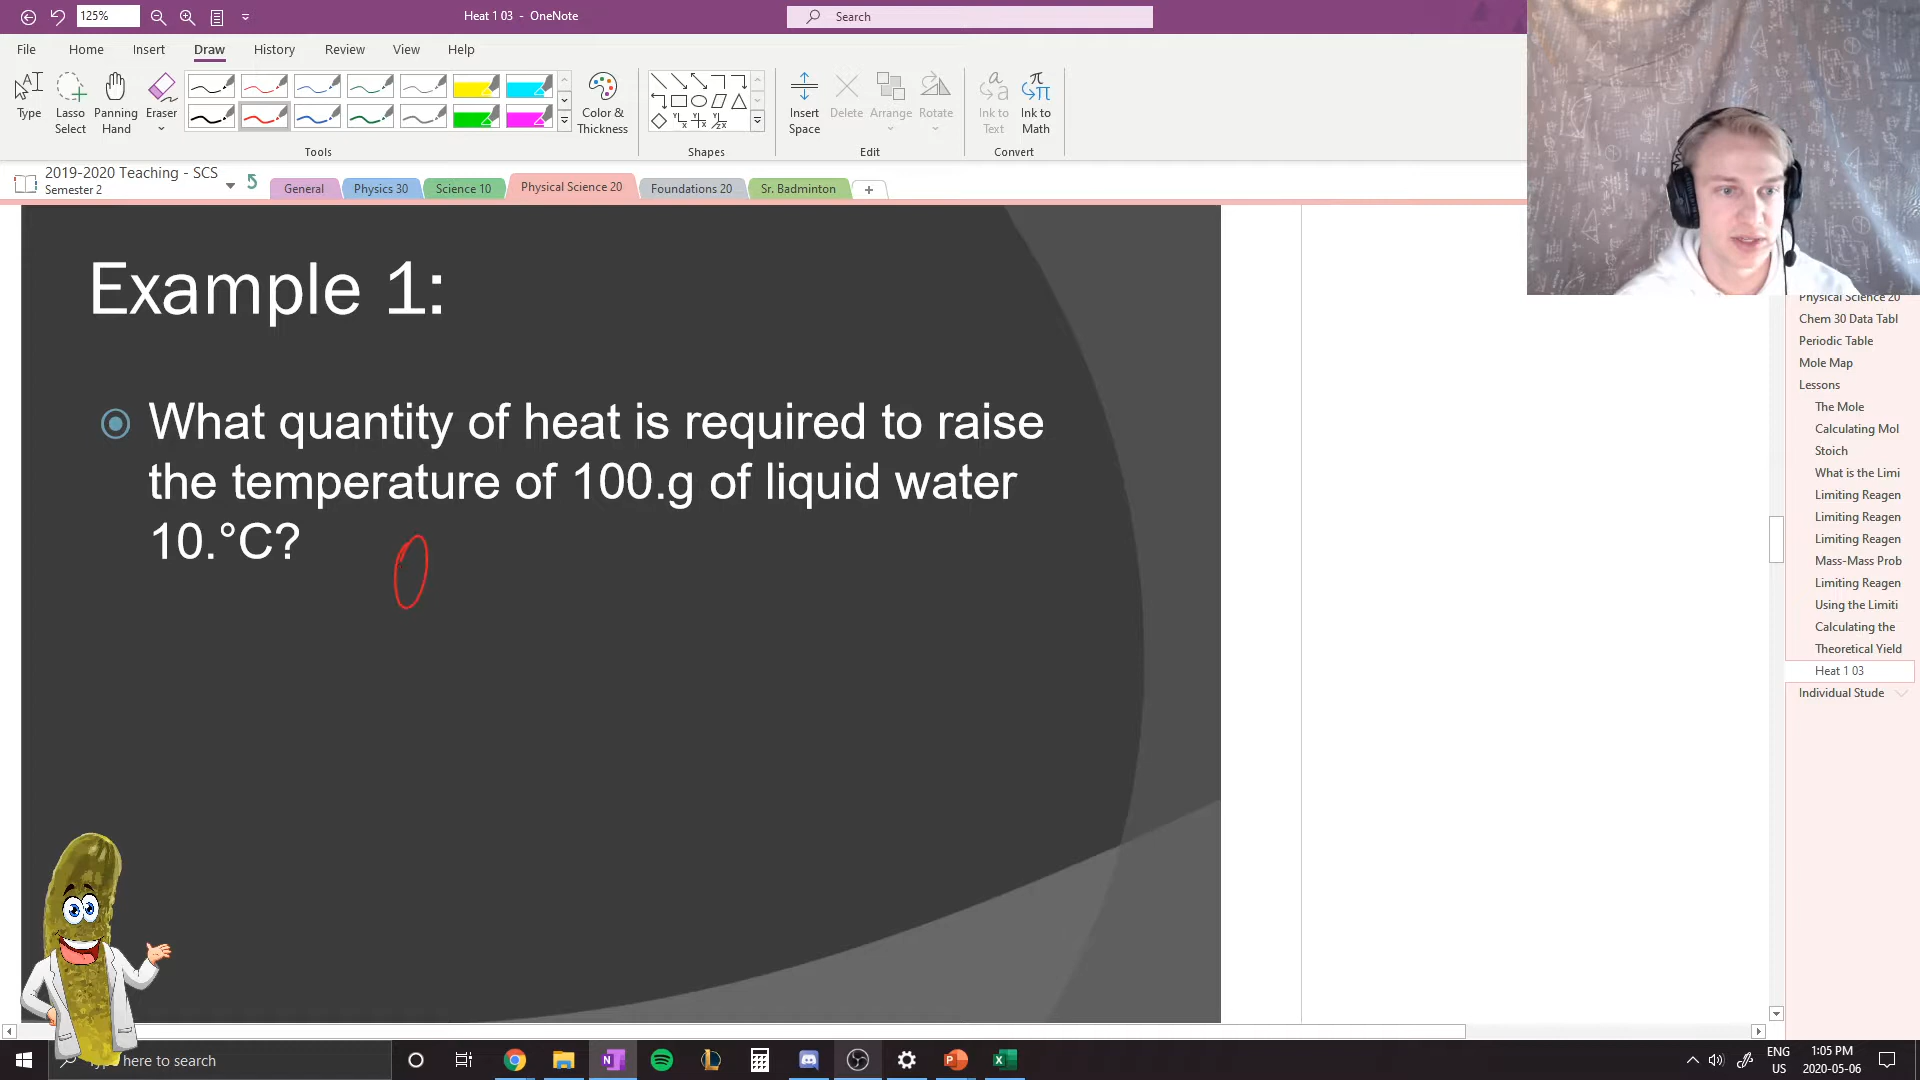 125%
Heat 1 03 - OneNote
Search
File Home Insert Draw History Review View Help
Type
Lasso Select
Panning Hand
Eraser
Color & Thickness
Insert Space
Delete
Arrange
Rotate
Ink to Text
Ink to Math
Tools
Shapes
Edit
Convert
2019-2020 Teaching - SCS
Semester 2
General Physics 30 Science 10 Physical Science 20 Foundations 20 Sr. Badminton +
Example 1:
What quantity of heat is required to raise
the temperature of 100.g of liquid water
10.°C?
Physical Science 20
Chem 30 Data Tabl
Periodic Table
Mole Map
Lessons
The Mole
Calculating Mol
Stoich
What is the Limi
Limiting Reagen
Limiting Reagen
Limiting Reagen
Mass-Mass Prob
Limiting Reagen
Using the Limiti
Calculating the
Theoretical Yield
Heat 1 03
Individual Stude
here to search
ENG
US
1:05 PM
2020-05-06